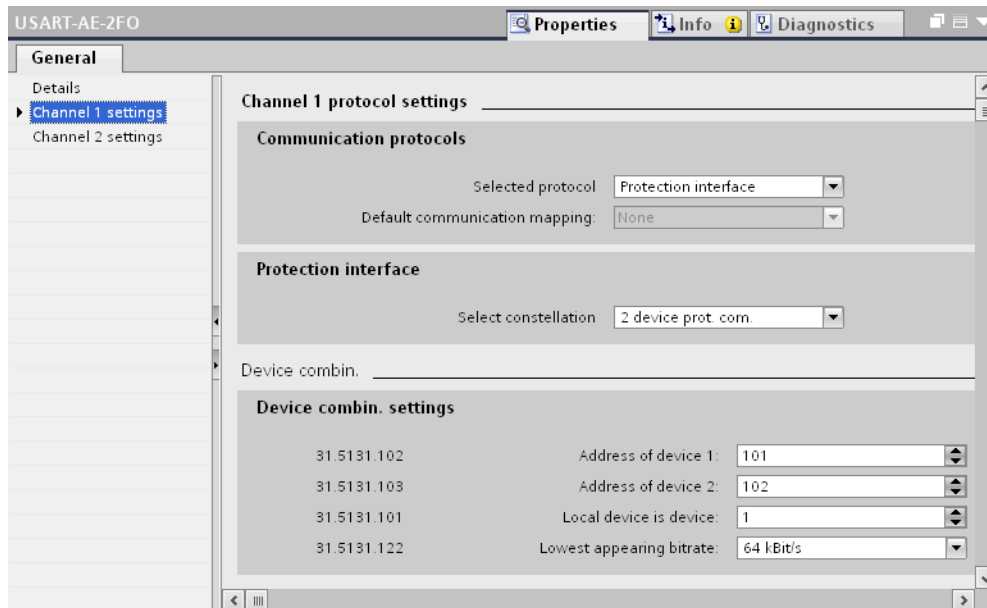 USART-AE-2FO
Properties Info Diagnostics
General
Details
Channel 1 settings
Channel 2 settings
Channel 1 protocol settings
Communication protocols
Selected protocol Protection interface
Default communication mapping: None
Protection interface
Select constellation 2 device prot. com.
Device combin.
Device combin. settings
31.5131.102 Address of device 1: 101
31.5131.103 Address of device 2: 102
31.5131.101 Local device is device: 1
31.5131.122 Lowest appearing bitrate: 64 kBit/s